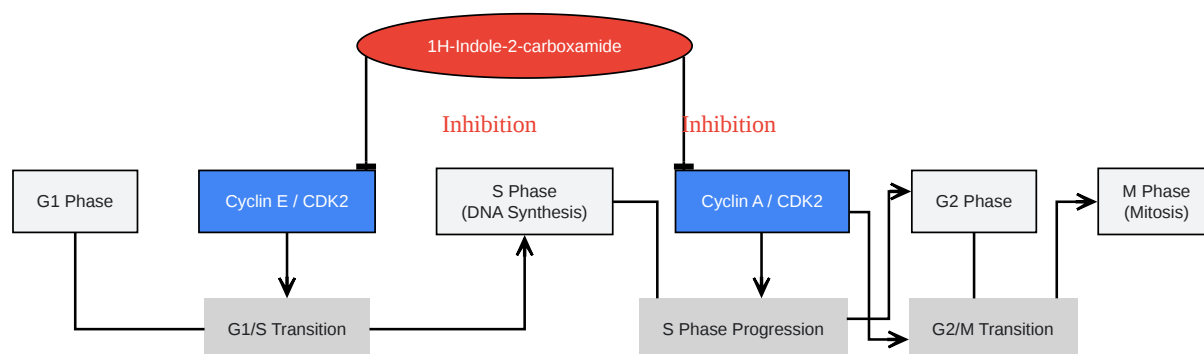 1H-Indole-2-carboxamide
Inhibition
Inhibition
G1 Phase
Cyclin E / CDK2
S Phase
(DNA Synthesis)
Cyclin A / CDK2
G2 Phase
M Phase
(Mitosis)
G1/S Transition
S Phase Progression
G2/M Transition